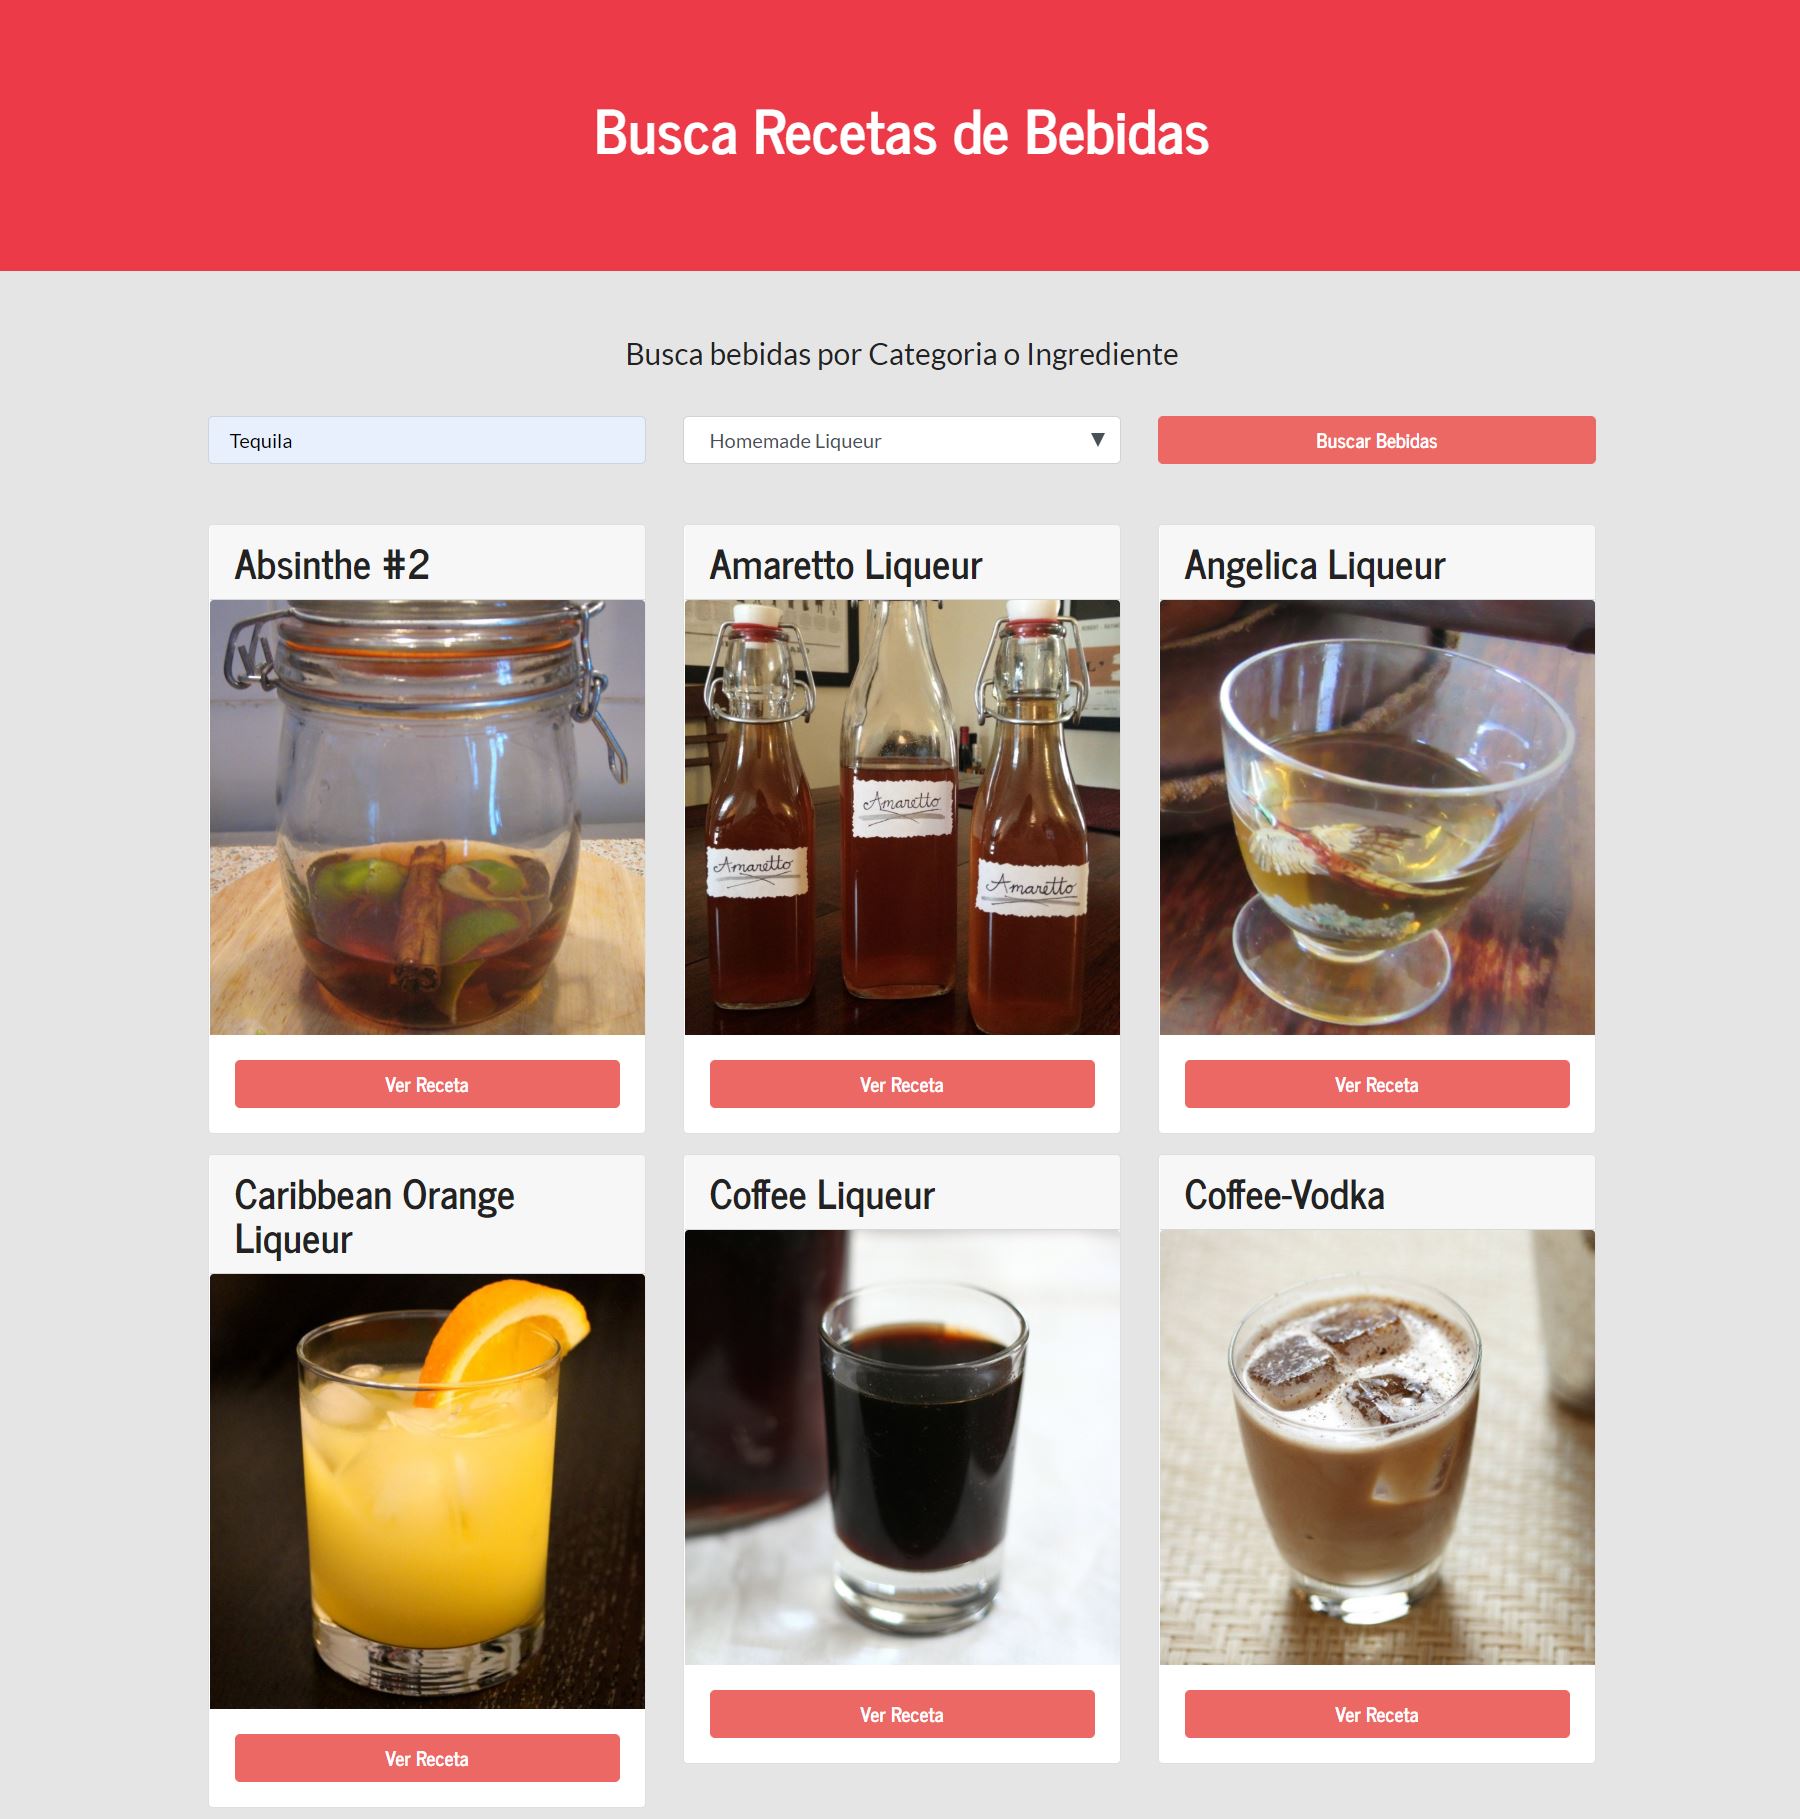 Busca Recetas de Bebidas
Busca bebidas por Categoria o Ingrediente
Tequila
Homemade Liqueur
Buscar Bebidas
Absinthe #2
Amaretto Liqueur
Angelica Liqueur
Amaretto
Amaretto
Amaretto
Ver Receta
Ver Receta
Ver Receta
Caribbean Orange
Liqueur
Coffee Liqueur
Coffee-Vodka
Ver Receta
Ver Receta
Ver Receta